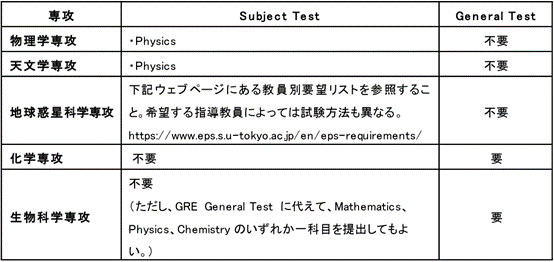 専攻 Subject Test General Test
物理学専攻 ・Physics 不要
天文学専攻 ・Physics 不要
下記ウェブページにある教員別要望リストを参照するこ
地球惑星科学専攻 と。希望する指導教員によっては試験方法も異なる。 不要
https://www.eps.s.u-tokyo.ac.jp/en/eps-requirements/
化学専攻 不要 要
不要
（ただし、GRE General Test に代えて、Mathematics、
生物科学専攻 Physics、Chemistry のいずれか一科目を提出してもよ 要
い。）